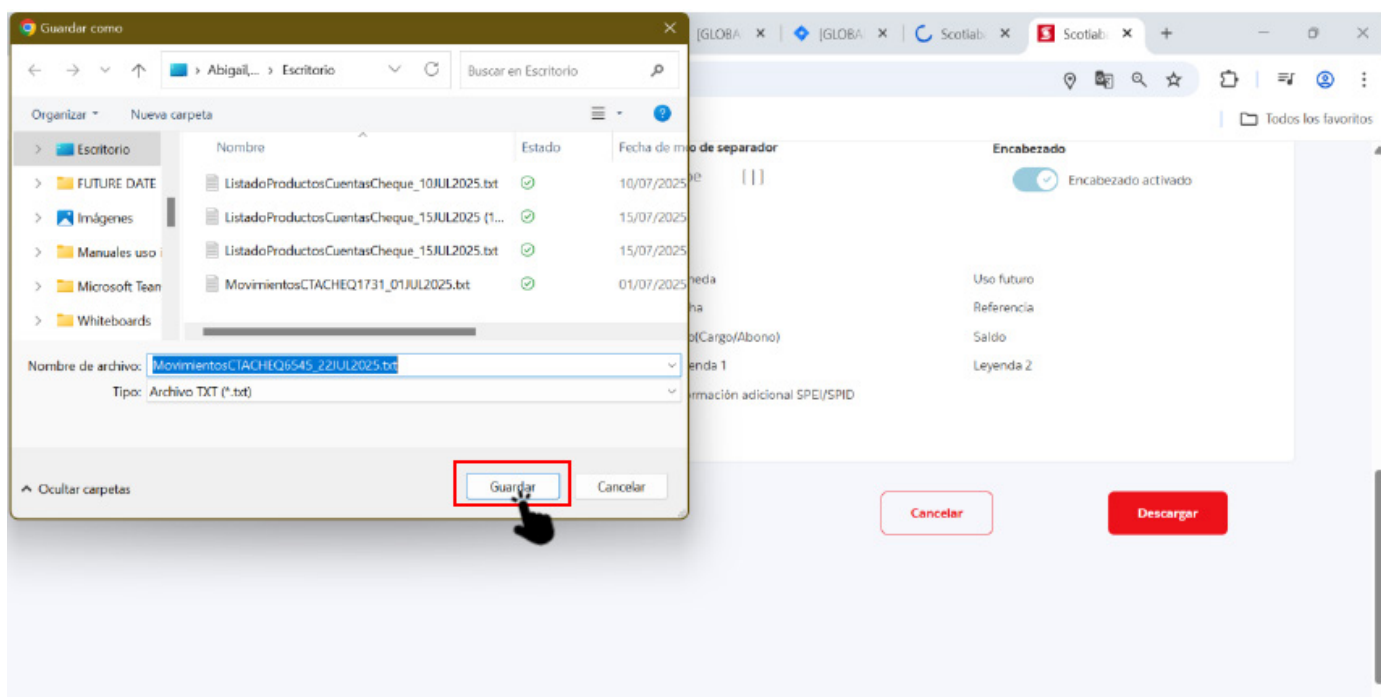 Guardar como
[GLOBA
[GLOBA
Scotiab
Scotiab
Abigail,... > Escritorio
Buscar en Escritorio
Organizar
Nueva carpeta
Todos los favoritos
Escritorio
FUTURE DATE
Imágenes
Manuales uso i
Microsoft Team
Whiteboards
Nombre
Estado
Fecha de m
ListadoProductosCuentasCheque_10JUL2025.txt
10/07/2025
ListadoProductosCuentasCheque_15JUL2025 (1...
15/07/2025
ListadoProductosCuentasCheque_15JUL2025.txt
15/07/2025
MovimientosCTACHEQ1731_01JUL2025.txt
01/07/2025
Nombre de archivo: MovimientosCTACHEQ6545_22JUL2025.txt
Tipo: Archivo TXT (*.txt)
Ocultar carpetas
Guardar
Cancelar
o de separador
Encabezado
pe [|]
Encabezado activado
neda
Uso futuro
ha
Referencia
o(Cargo/Abono)
Saldo
enda 1
Leyenda 2
rmación adicional SPEI/SPID
Cancelar
Descargar